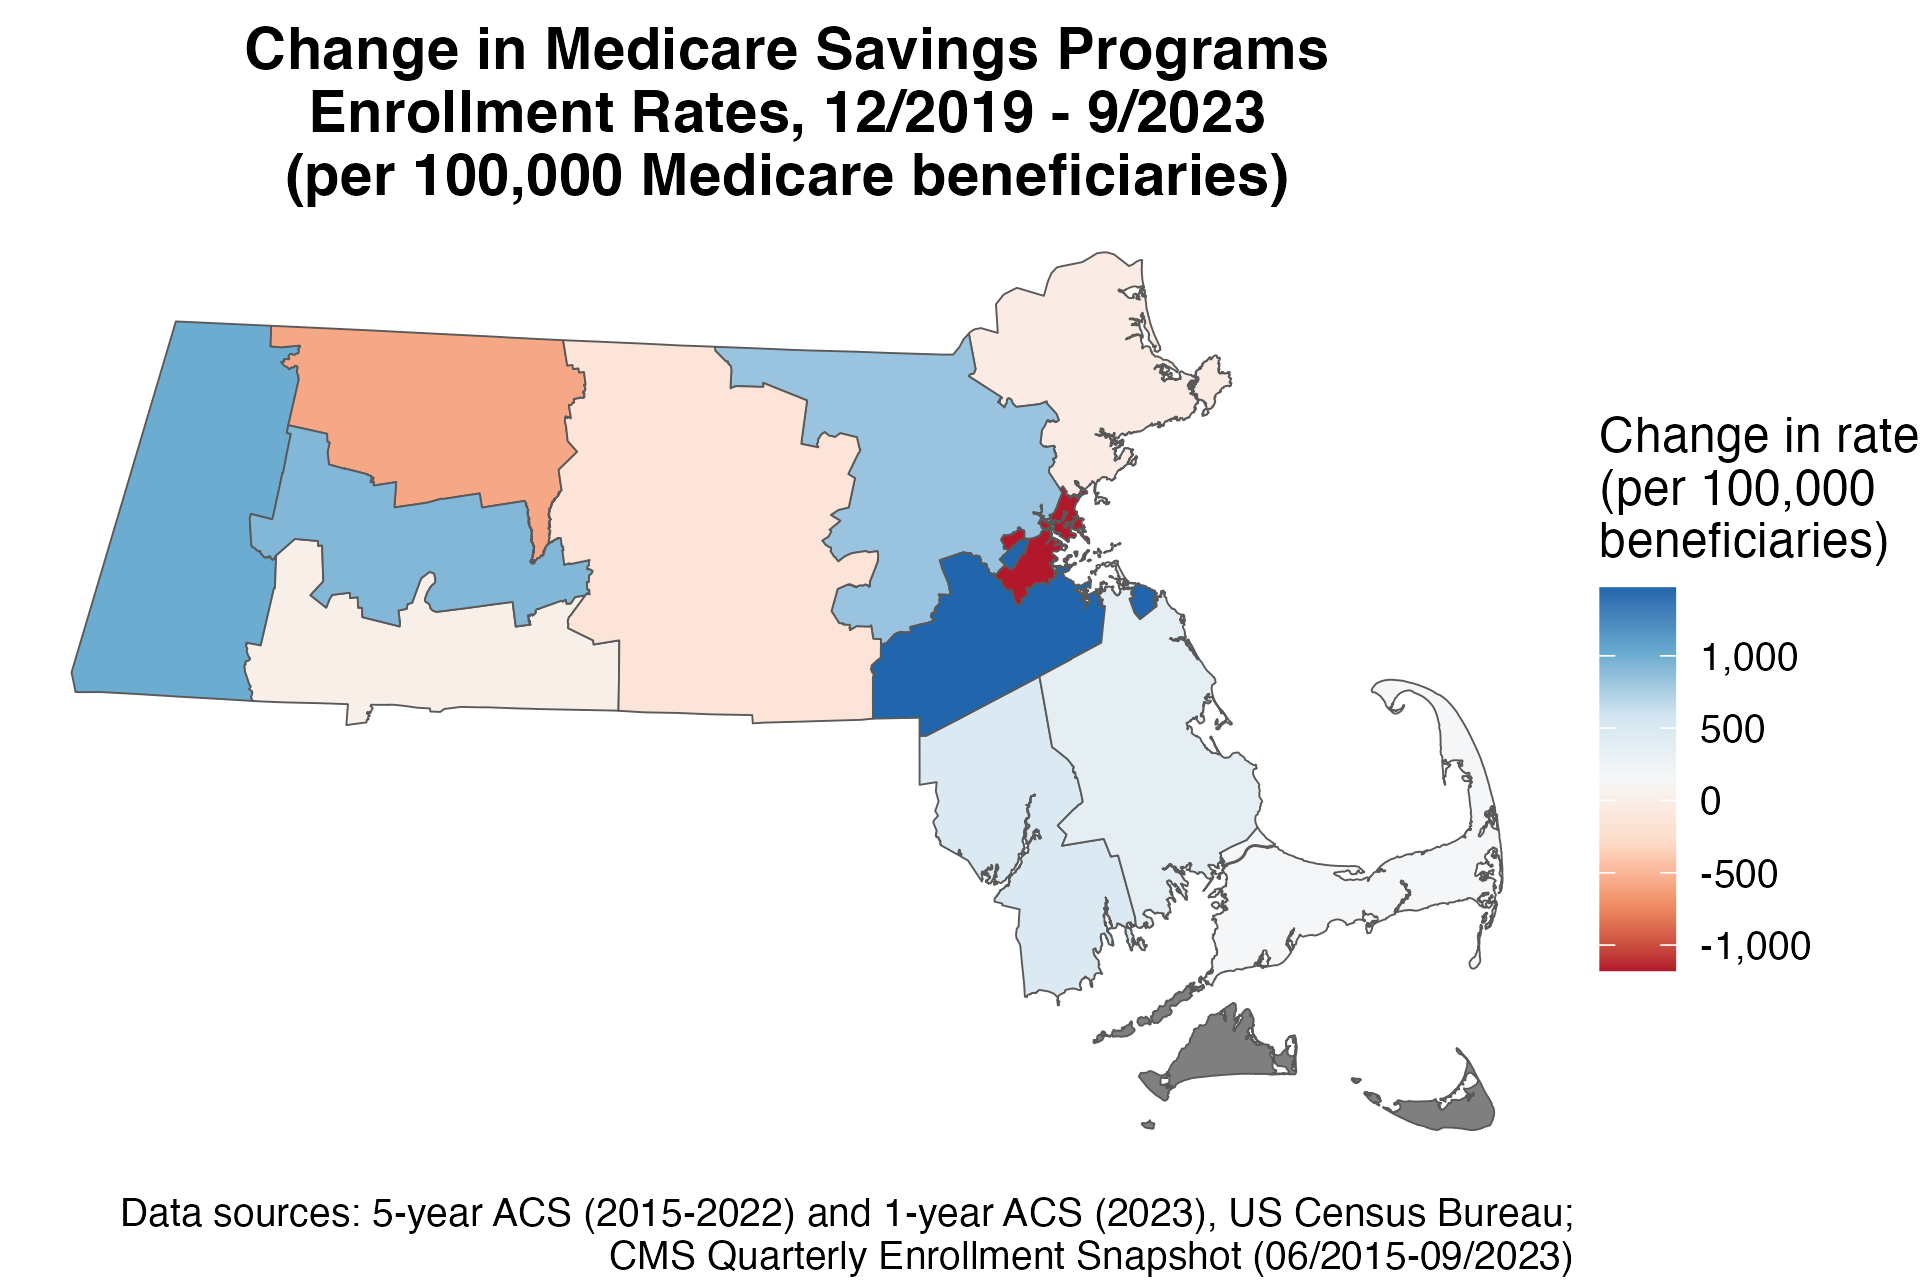 Change in Medicare Savings Programs
Enrollment Rates, 12/2019 - 9/2023
(per 100,000 Medicare beneficiaries)
Change in rate
(per 100,000
beneficiaries)
1,000
500
0
-500
-1,000
Data sources: 5-year ACS (2015-2022) and 1-year ACS (2023), US Census Bureau;
CMS Quarterly Enrollment Snapshot (06/2015-09/2023)